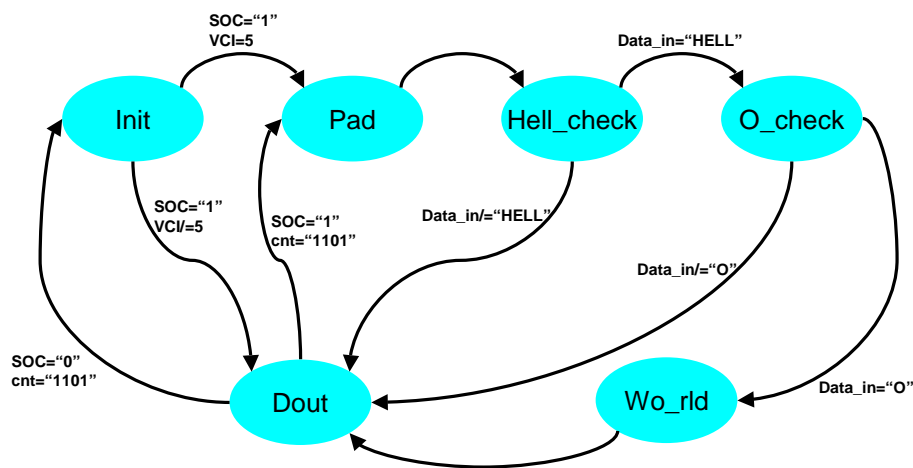 SOC=“1”
VCI=5
Data_in=“HELL”
Init
Pad
Hell_check
O_check
SOC=“1”
VCI/=5
SOC=“1”
cnt=“1101”
Data_in/=“HELL”
Data_in/=“O”
SOC=“0”
cnt=“1101”
Dout
Wo_rld
Data_in=“O”